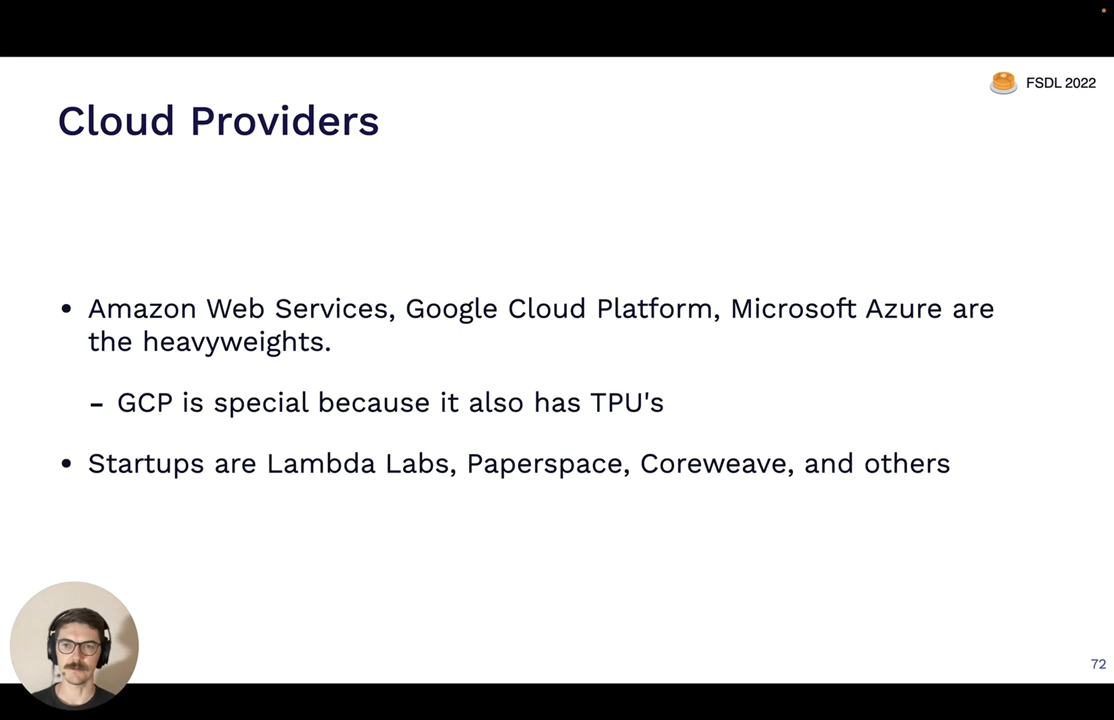 FSDL 2022
Cloud Providers
• Amazon Web Services, Google Cloud Platform, Microsoft Azure are
the heavyweights.
– GCP is special because it also has TPU's
• Startups are Lambda Labs, Paperspace, Coreweave, and others
72